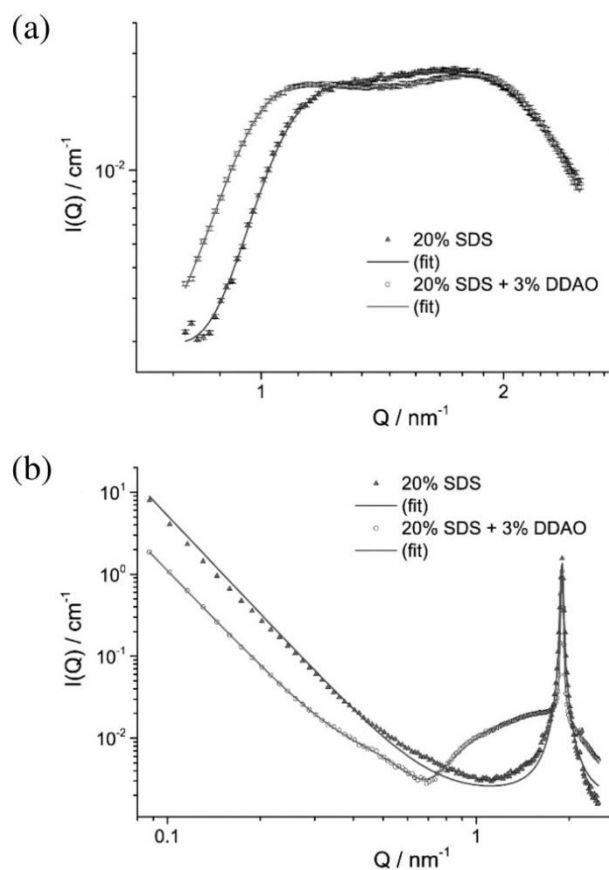 (a)
I(Q) / cm⁻¹
10⁻²
20% SDS
(fit)
20% SDS + 3% DDAO
(fit)
1
2
Q / nm⁻¹
(b)
I(Q) / cm⁻¹
10¹
10⁰
10⁻¹
10⁻²
20% SDS
(fit)
20% SDS + 3% DDAO
(fit)
0.1
1
Q / nm⁻¹